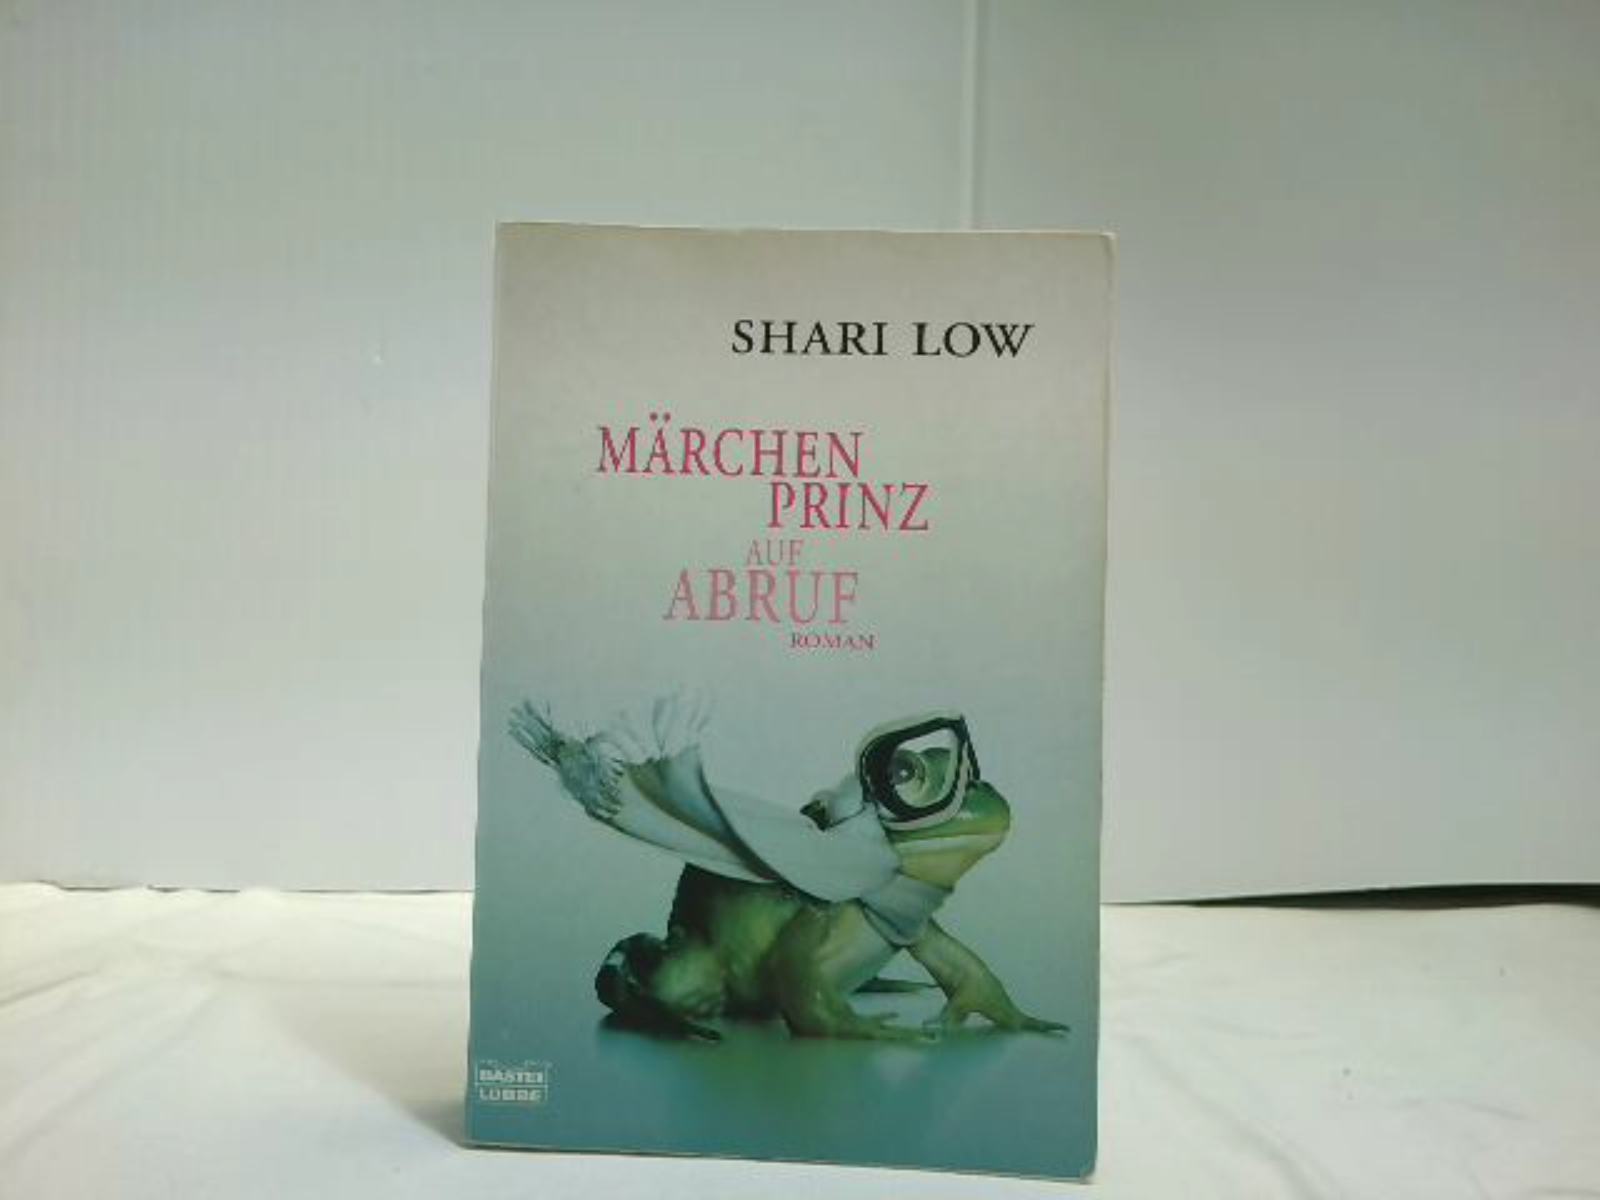 SHARI LOW
MÄRCHEN
PRINZ
AUF
ABRUF
ROMAN
BASTEI
LÜBBE